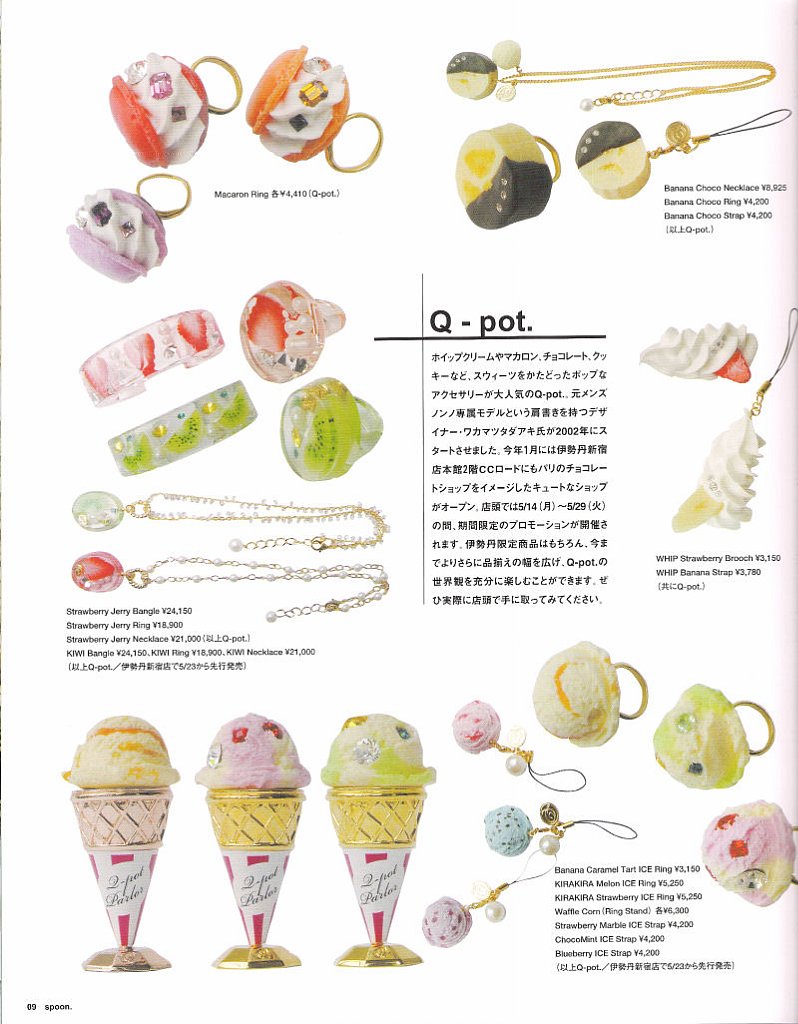 Macaron Ring 各¥4,410 (Q-pot.)
Banana Choco Necklace ¥8,925
Banana Choco Ring ¥4,200
Banana Choco Strap ¥4,200
(以上Q-pot.)
Q - pot.
ホイップクリームやマカロン、チョコレート、クッ
キーなど、スウィーツをかたどったポップな
アクセサリーが大人気のQ-pot.。元メンズ
ノンノ専属モデルという肩書きを持つデザ
イナー・ワカマツタダアキ氏が2002年にス
タートさせました。今年1月には伊勢丹新宿
店本館2階CCロードにもパリのチョコレー
トショップをイメージしたキュートなショップ
がオープン。店頭では5/14(月)〜5/29(火)
の間、期間限定のプロモーションが開催さ
れます。伊勢丹限定商品はもちろん、今ま
でよりさらに品揃えの幅を広げ、Q-pot.の
世界観を充分に楽しむことができます。ぜ
ひ実際に店頭で手に取ってみてください。
WHIP Strawberry Brooch ¥3,150
WHIP Banana Strap ¥3,780
(共にQ-pot.)
Strawberry Jerry Bangle ¥24,150
Strawberry Jerry Ring ¥18,900
Strawberry Jerry Necklace ¥21,000 (以上Q-pot.)
KIWI Bangle ¥24,150、KIWI Ring ¥18,900、KIWI Necklace ¥21,000
(以上Q-pot.／伊勢丹新宿店で5/23から先行発売)
Q-pot
Parlor
Q-pot
Parlor
Q-pot
Parlor
Banana Caramel Tart ICE Ring ¥3,150
KIRAKIRA Melon ICE Ring ¥5,250
KIRAKIRA Strawberry ICE Ring ¥5,250
Waffle Corn (Ring Stand) 各¥6,300
Strawberry Marble ICE Strap ¥4,200
ChocoMint ICE Strap ¥4,200
Blueberry ICE Strap ¥4,200
(以上Q-pot.／伊勢丹新宿店で5/23から先行発売)
09 spoon.